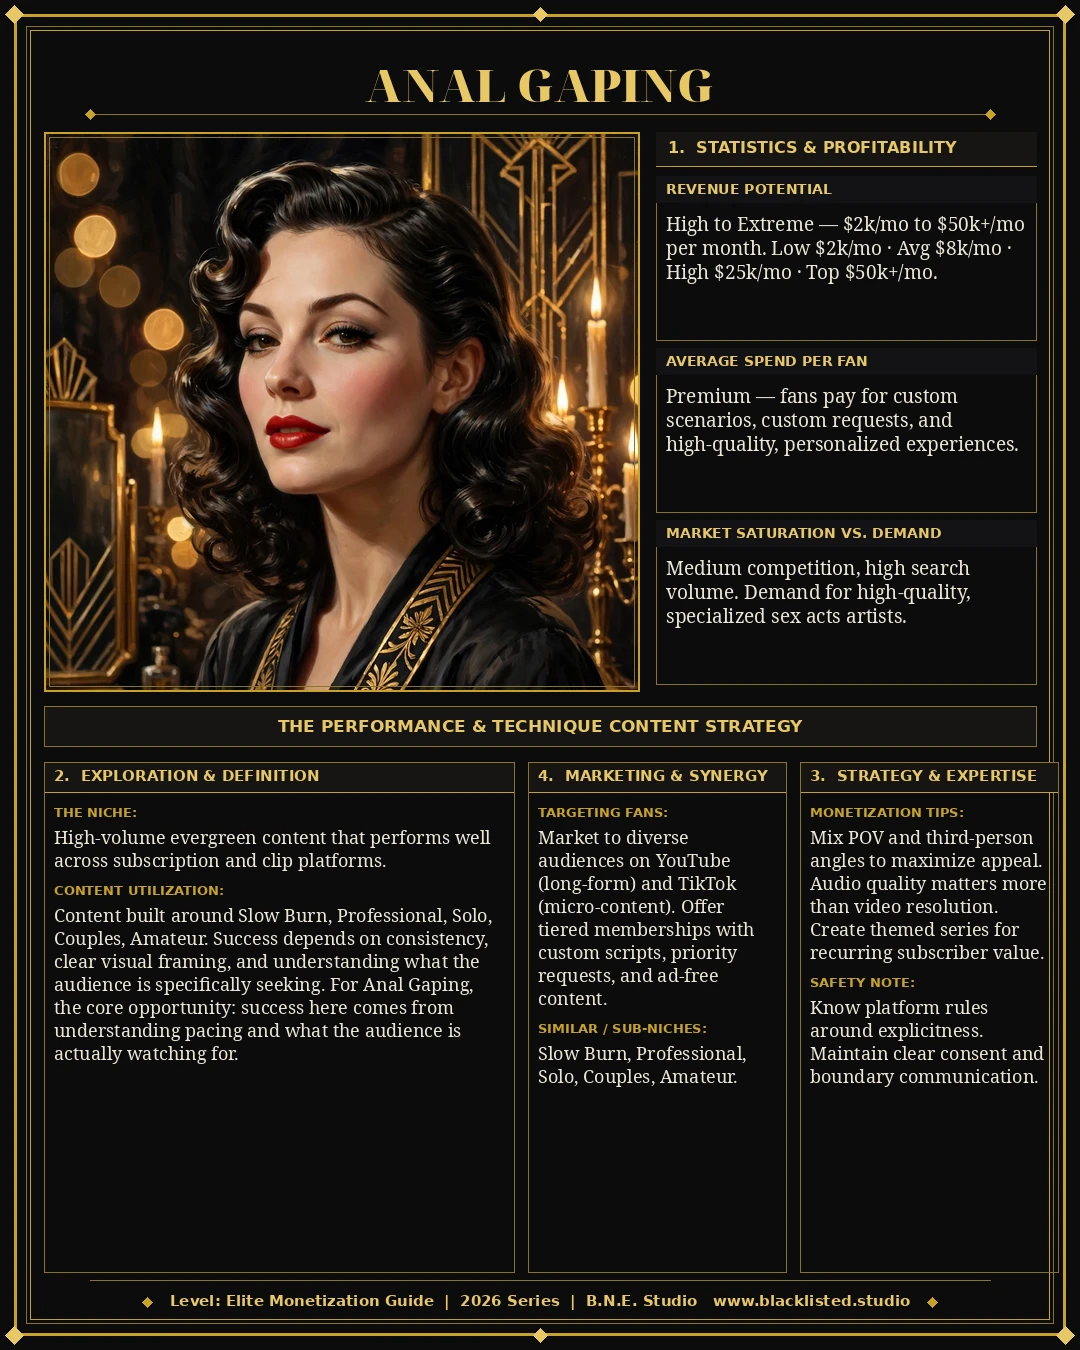 ANAL GAPING
1. STATISTICS & PROFITABILITY
REVENUE POTENTIAL
High to Extreme — $2k/mo to $50k+/mo
per month. Low $2k/mo · Avg $8k/mo ·
High $25k/mo · Top $50k+/mo.
AVERAGE SPEND PER FAN
Premium — fans pay for custom
scenarios, custom requests, and
high-quality, personalized experiences.
MARKET SATURATION VS. DEMAND
Medium competition, high search
volume. Demand for high-quality,
specialized sex acts artists.
THE PERFORMANCE & TECHNIQUE CONTENT STRATEGY
2. EXPLORATION & DEFINITION
THE NICHE:
High-volume evergreen content that performs well
across subscription and clip platforms.
CONTENT UTILIZATION:
Content built around Slow Burn, Professional, Solo,
Couples, Amateur. Success depends on consistency,
clear visual framing, and understanding what the
audience is specifically seeking. For Anal Gaping,
the core opportunity: success here comes from
understanding pacing and what the audience is
actually watching for.
4. MARKETING & SYNERGY
TARGETING FANS:
Market to diverse
audiences on YouTube
(long-form) and TikTok
(micro-content). Offer
tiered memberships with
custom scripts, priority
requests, and ad-free
content.
SIMILAR / SUB-NICHES:
Slow Burn, Professional,
Solo, Couples, Amateur.
3. STRATEGY & EXPERTISE
MONETIZATION TIPS:
Mix POV and third-person
angles to maximize appeal.
Audio quality matters more
than video resolution.
Create themed series for
recurring subscriber value.
SAFETY NOTE:
Know platform rules
around explicitness.
Maintain clear consent and
boundary communication.
Level: Elite Monetization Guide | 2026 Series | B.N.E. Studio www.blacklisted.studio